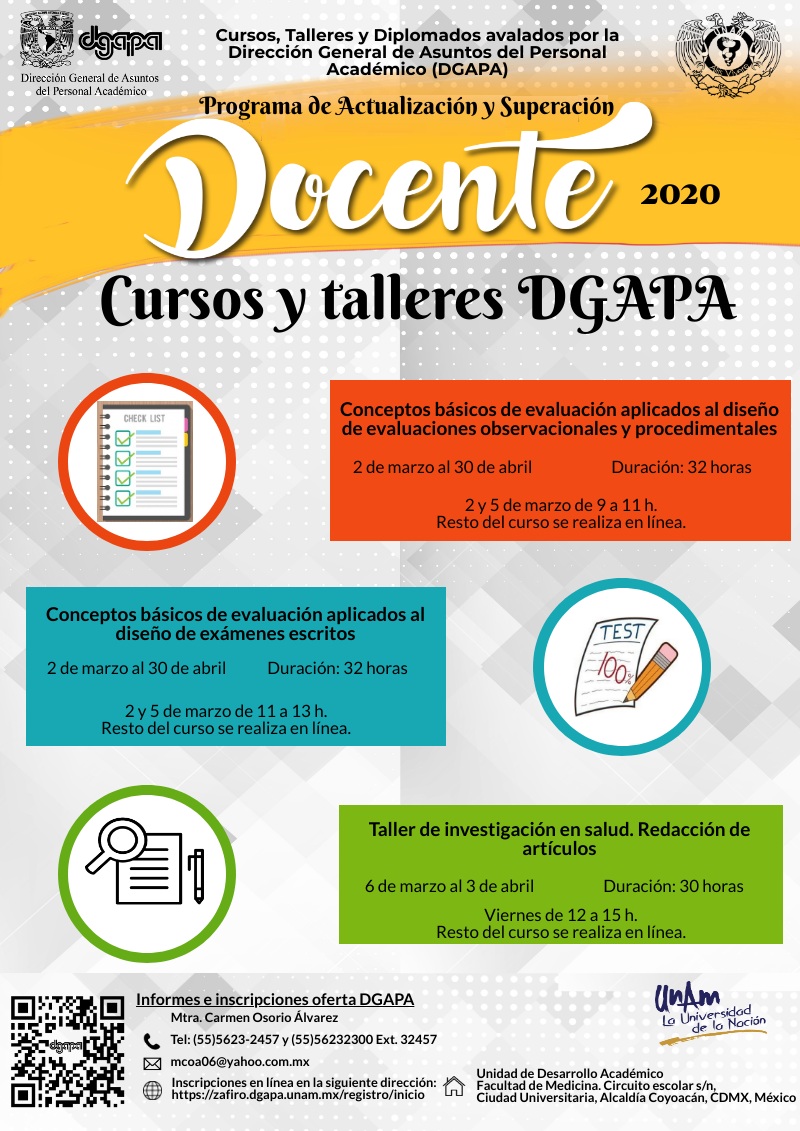 dgapa
Dirección General de Asuntos
del Personal Académico
Cursos, Talleres y Diplomados avalados por la
Dirección General de Asuntos del Personal
Académico (DGAPA)
Programa de Actualización y Superación
Docente
2020
Cursos y talleres DGAPA
CHECK LIST
Conceptos básicos de evaluación aplicados al diseño
de evaluaciones observacionales y procedimentales
2 de marzo al 30 de abril Duración: 32 horas
2 y 5 de marzo de 9 a 11 h.
Resto del curso se realiza en línea.
Conceptos básicos de evaluación aplicados al
diseño de exámenes escritos
2 de marzo al 30 de abril Duración: 32 horas
2 y 5 de marzo de 11 a 13 h.
Resto del curso se realiza en línea.
TEST
100%
Taller de investigación en salud. Redacción de
artículos
6 de marzo al 3 de abril Duración: 30 horas
Viernes de 12 a 15 h.
Resto del curso se realiza en línea.
dgapa
Informes e inscripciones oferta DGAPA
Mtra. Carmen Osorio Álvarez
Tel: (55)5623-2457 y (55)56232300 Ext. 32457
mcoa06@yahoo.com.mx
Inscripciones en línea en la siguiente dirección:
https://zafiro.dgapa.unam.mx/registro/inicio
UnAm
La Universidad
de la Nación
Unidad de Desarrollo Académico
Facultad de Medicina. Circuito escolar s/n,
Ciudad Universitaria, Alcaldía Coyoacán, CDMX, México